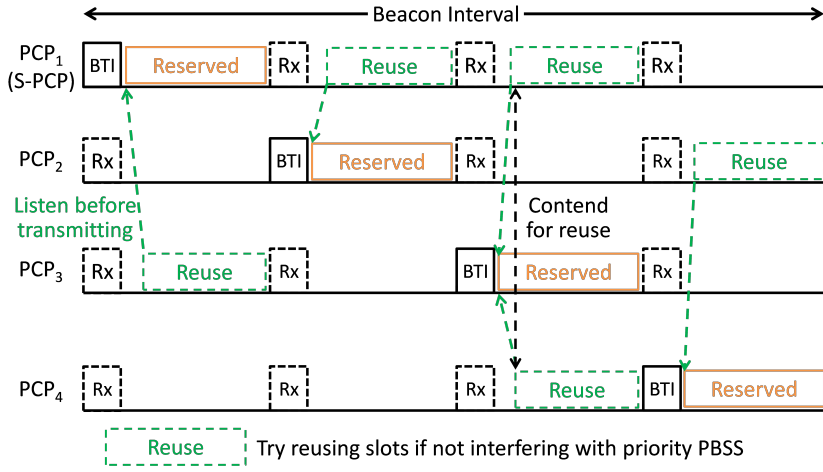 Beacon Interval
PCP1
(S-PCP)
BTI
Reserved
Rx
Reuse
Rx
Reuse
Rx
PCP2
Rx
BTI
Reserved
Rx
Rx
Reuse
Listen before
transmitting
Contend
for reuse
PCP3
Rx
Reuse
Rx
BTI
Reserved
Rx
PCP4
Rx
Rx
Rx
Reuse
BTI
Reserved
Reuse
Try reusing slots if not interfering with priority PBSS